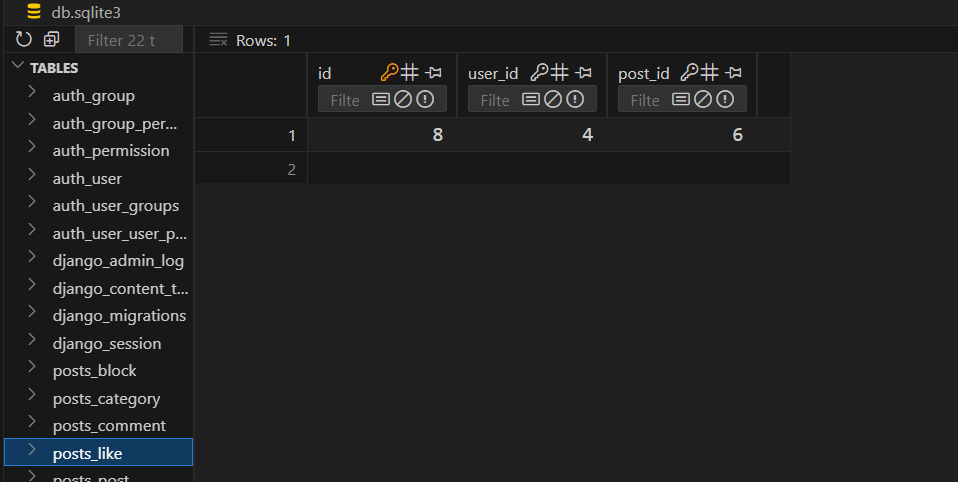 db.sqlite3
Filter 22 t
Rows: 1
TABLES
auth_group
auth_group_per...
auth_permission
auth_user
auth_user_groups
auth_user_user_p...
django_admin_log
django_content_t...
django_migrations
django_session
posts_block
posts_category
posts_comment
posts_like
posts_post
id user_id post_id
Filte Filte Filte
1 8 4 6
2